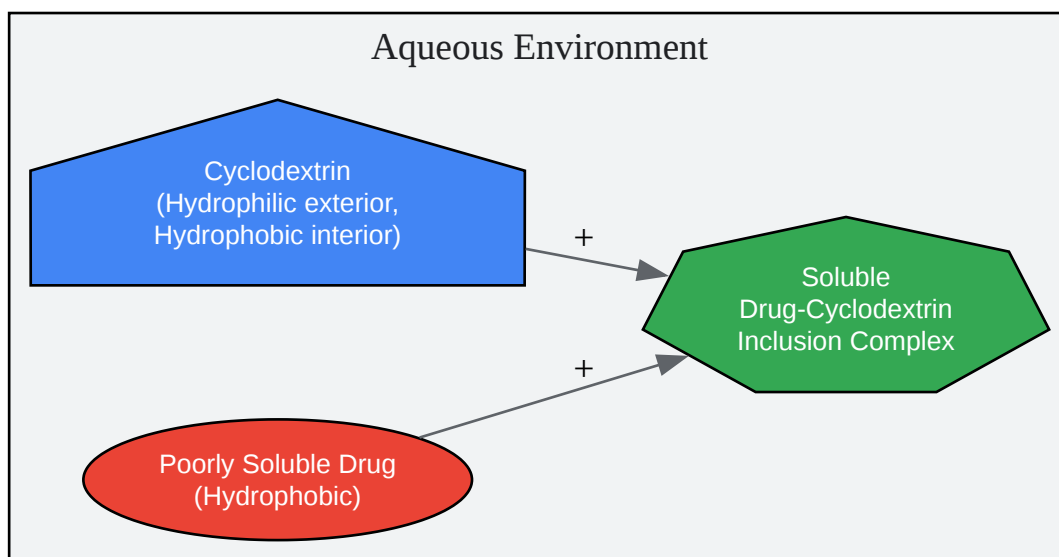 Aqueous Environment
Cyclodextrin
(Hydrophilic exterior,
Hydrophobic interior)
+
Soluble
Drug-Cyclodextrin
Inclusion Complex
+
Poorly Soluble Drug
(Hydrophobic)